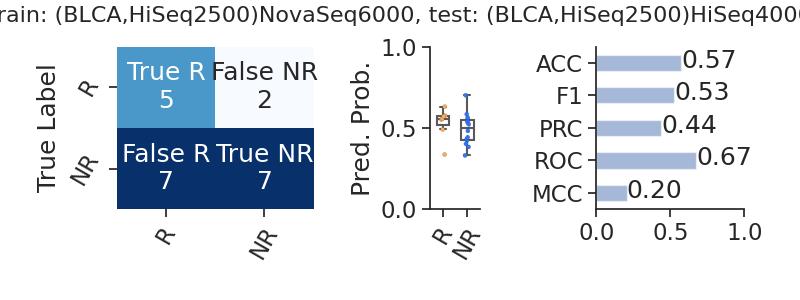 rain: (BLCA,HiSeq2500)NovaSeq6000, test: (BLCA,HiSeq2500)HiSeq400
True Label
R
NR
True R
5
False NR
2
False R
7
True NR
7
R
NR
Pred. Prob.
1.0
0.5
0.0
R
NR
ACC
F1
PRC
ROC
MCC
0.57
0.53
0.44
0.67
0.20
0.0
0.5
1.0